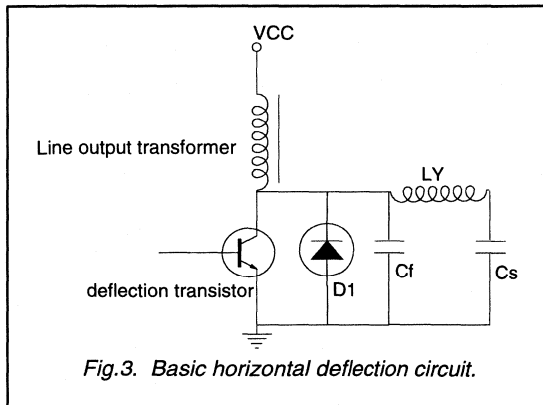 VCC
Line output transformer
LY
deflection transistor
D1
Cf
Cs
Fig.3. Basic horizontal deflection circuit.